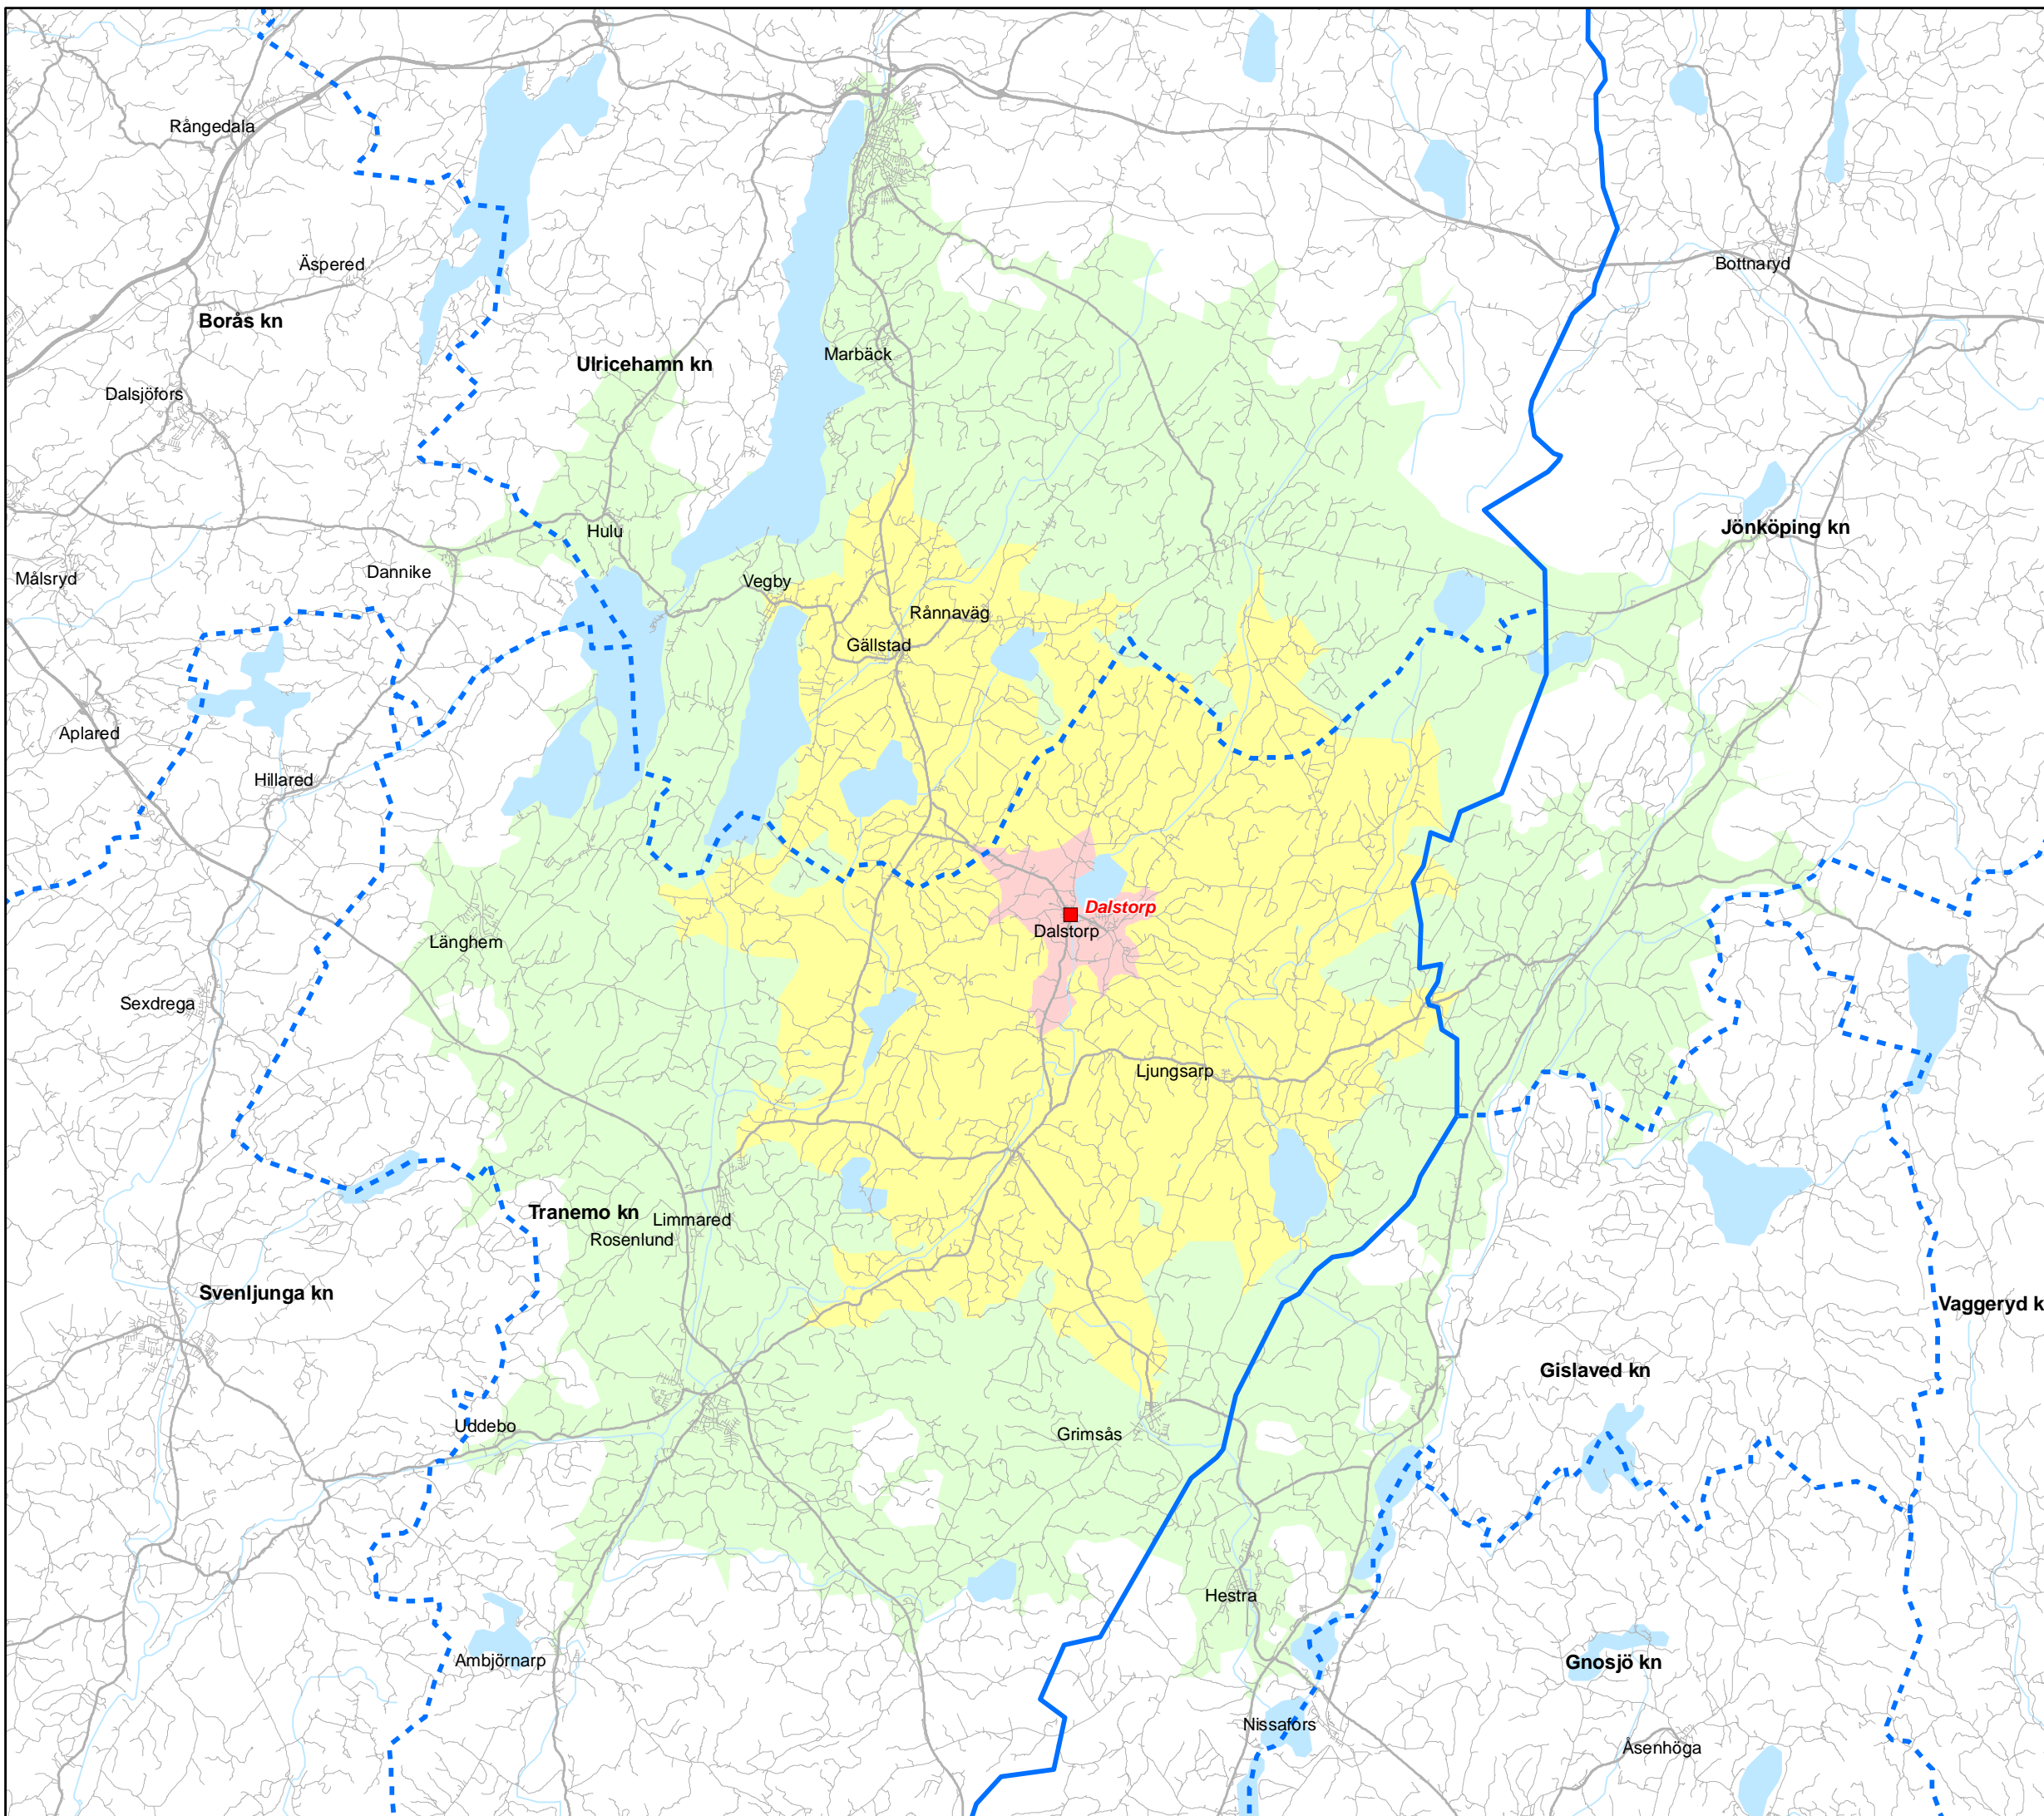 Rångedala
Bottnaryd
Äspered
Borås kn
Marbäck
Ulricehamn kn
Dalsjöfors
Jönköping kn
Hulu
Dannike
Målsryd
Vegby
Rånnaväg
Gällstad
Aplared
Hillared
Dalstorp
Dalstorp
Länghem
Sexdrega
Ljungsarp
Tranemo kn
Limmared
Rosenlund
Svenljunga kn
Vaggeryd k
Gislaved kn
Uddebo
Grimsås
Hestra
Ambjörnarp
Gnosjö kn
Nissafors
Åsenhöga